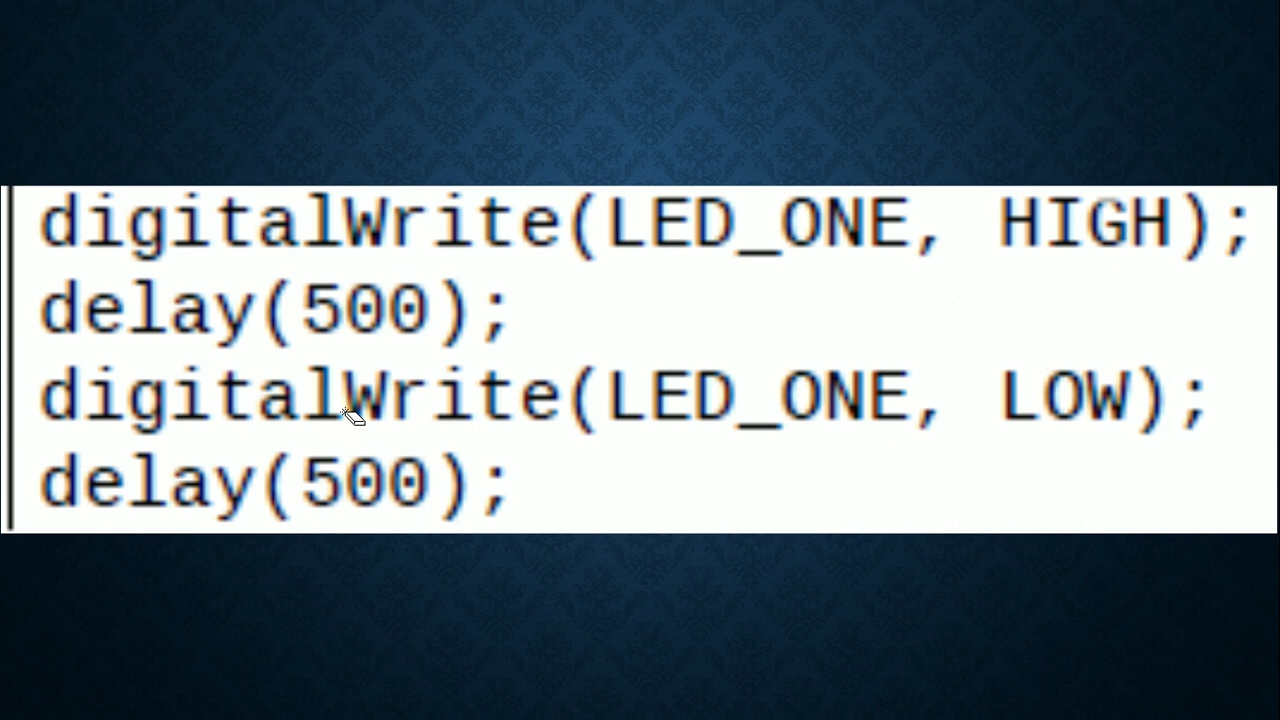 digitalWrite(LED_ONE, HIGH);
delay(500);
digitalWrite(LED_ONE, LOW);
delay(500);